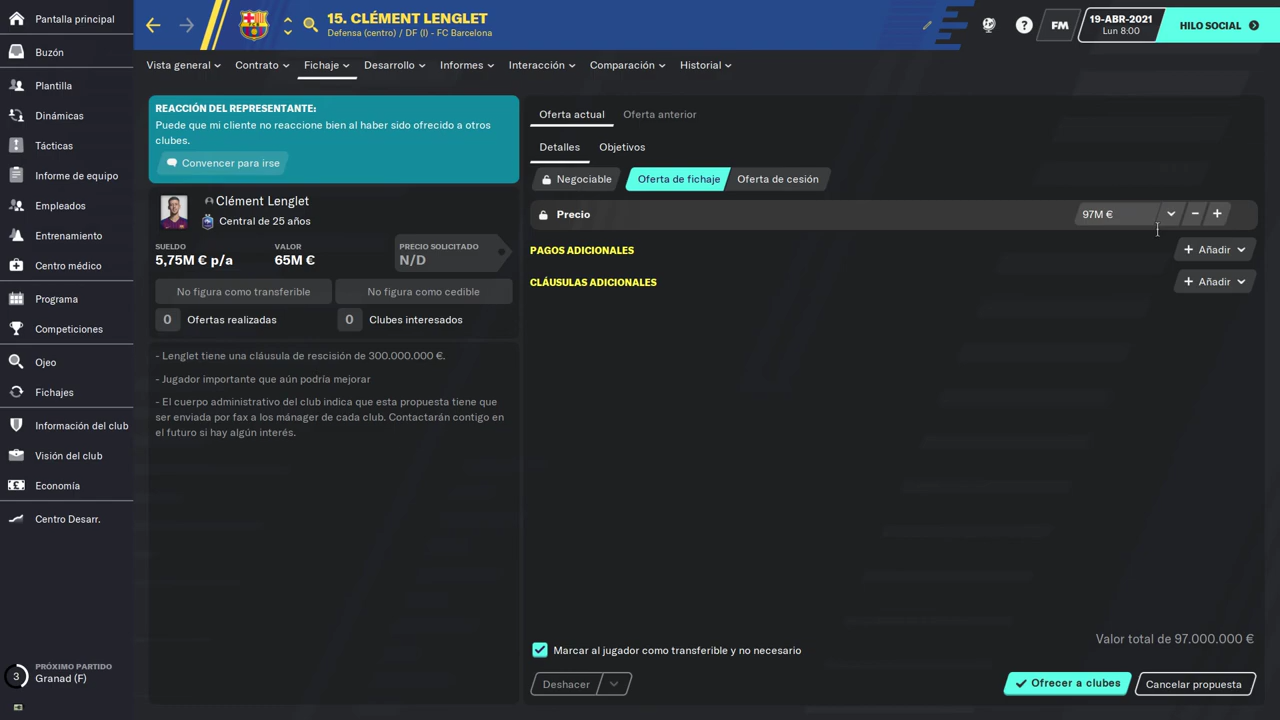 Pantalla principal
Buzón
Plantilla
Dinámicas
Tácticas
Informe de equipo
Empleados
Entrenamiento
Centro médico
Programa
Competiciones
Ojeo
Fichajes
Información del club
Visión del club
Economía
Centro Desarr.
3
PRÓXIMO PARTIDO
Granad (F)
15. CLÉMENT LENGLET
Defensa (centro) / DF (I) - FC Barcelona
?
FM
19-ABR-2021
Lun 8:00
HILO SOCIAL
Vista general
Contrato
Fichaje
Desarrollo
Informes
Interacción
Comparación
Historial
REACCIÓN DEL REPRESENTANTE:
Puede que mi cliente no reaccione bien al haber sido ofrecido a otros
clubes.
Convencer para irse
Clément Lenglet
Central de 25 años
SUELDO
5,75M € p/a
VALOR
65M €
PRECIO SOLICITADO
N/D
No figura como transferible
No figura como cedible
0 Ofertas realizadas
0 Clubes interesados
- Lenglet tiene una cláusula de rescisión de 300.000.000 €.
- Jugador importante que aún podría mejorar
- El cuerpo administrativo del club indica que esta propuesta tiene que
ser enviada por fax a los mánager de cada club. Contactarán contigo en
el futuro si hay algún interés.
Oferta actual
Oferta anterior
Detalles
Objetivos
Negociable
Oferta de fichaje
Oferta de cesión
Precio
97M €
PAGOS ADICIONALES
+ Añadir
CLÁUSULAS ADICIONALES
+ Añadir
Valor total de 97.000.000 €
Marcar al jugador como transferible y no necesario
Deshacer
Ofrecer a clubes
Cancelar propuesta